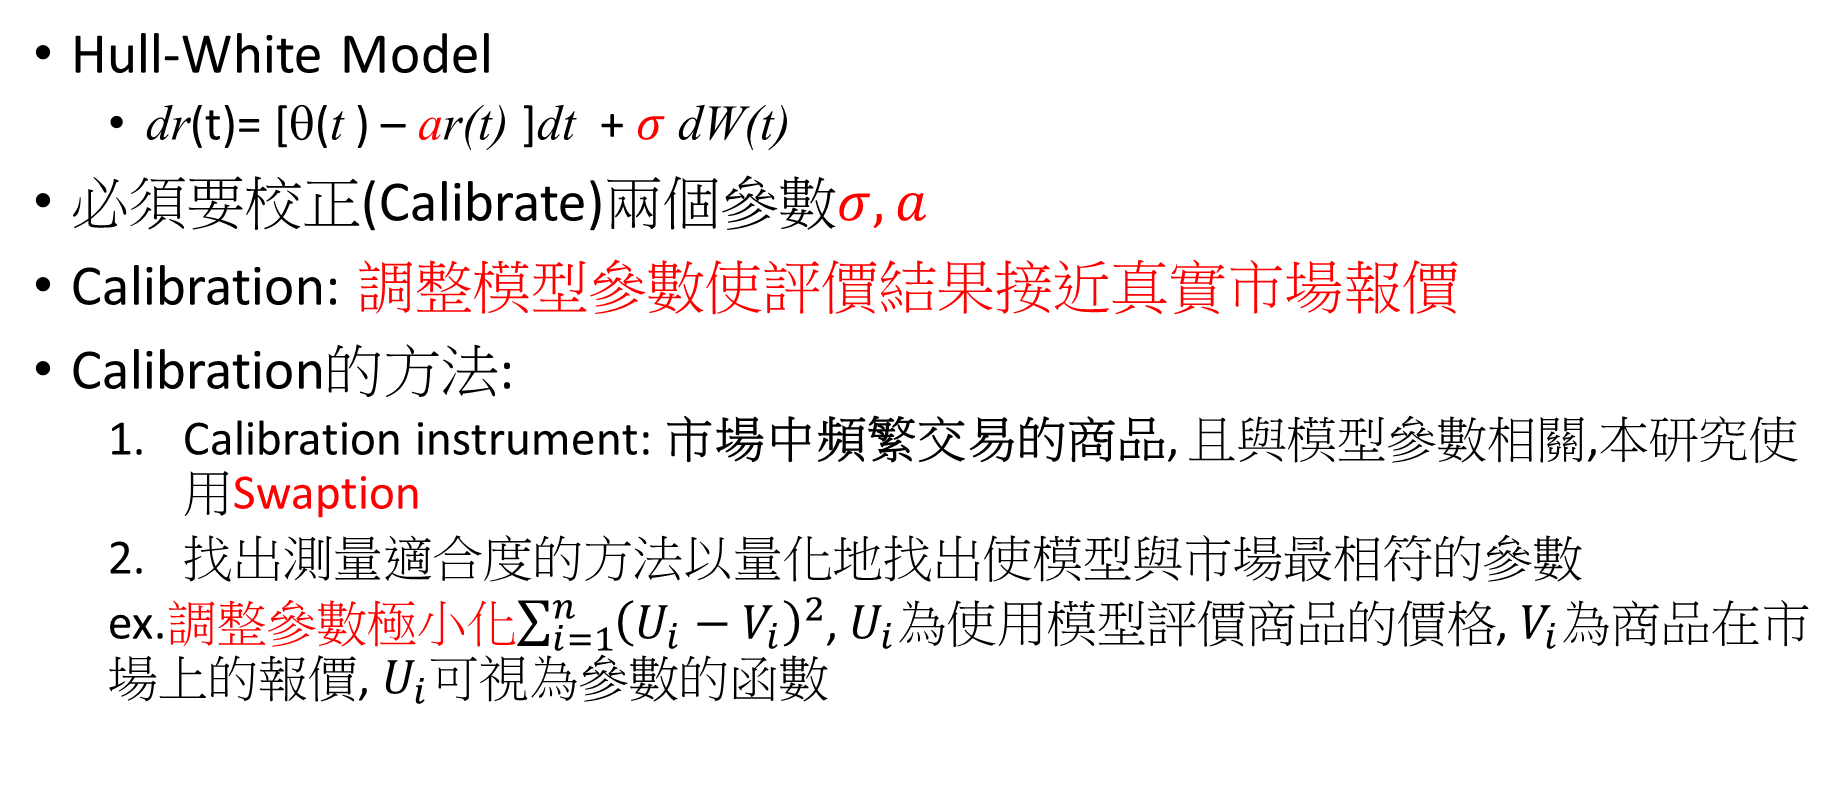 • Hull-White Model
• dr(t)= [θ(t ) – ar(t) ]dt + σ dW(t)
• 必須要校正(Calibrate)兩個參數σ, a
• Calibration: 調整模型參數使評價結果接近真實市場報價
• Calibration的方法:
1. Calibration instrument: 市場中頻繁交易的商品, 且與模型參數相關,本研究使
用Swaption
2. 找出測量適合度的方法以量化地找出使模型與市場最相符的參數
ex.調整參數極小化∑ⁿᵢ₌₁(Uᵢ − Vᵢ)², Uᵢ為使用模型評價商品的價格, Vᵢ為商品在市
場上的報價, Uᵢ可視為參數的函數